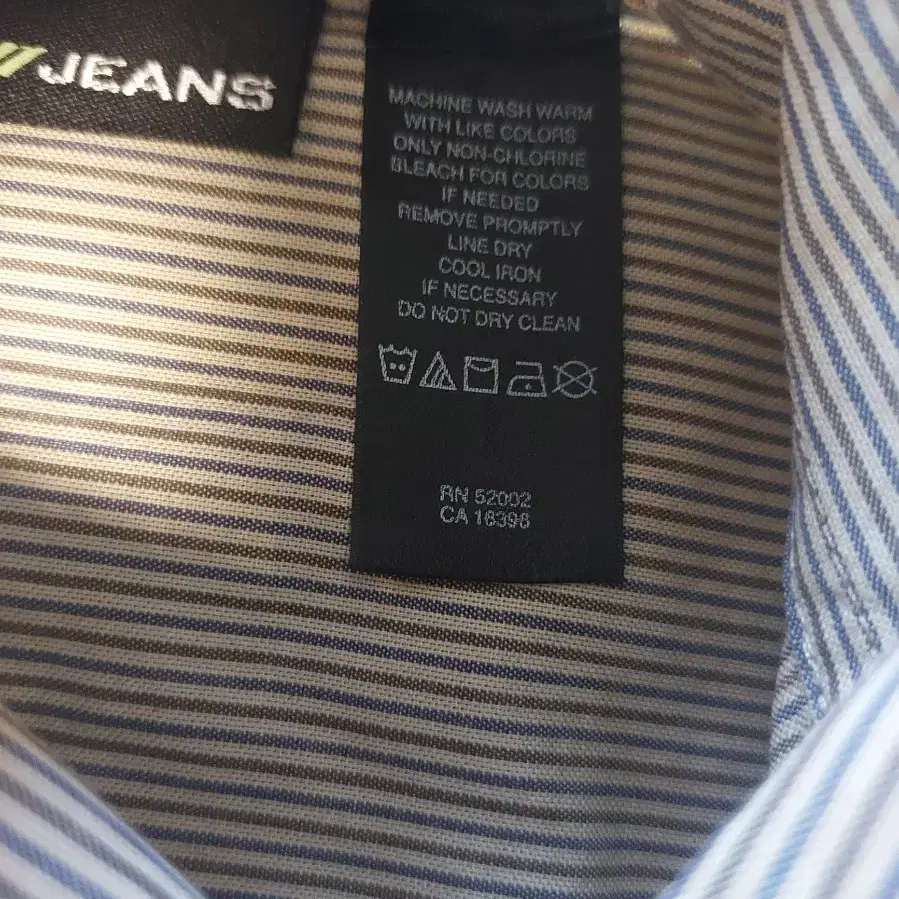 JEANS
MACHINE WASH WARM
WITH LIKE COLORS
ONLY NON-CHLORINE
BLEACH FOR COLORS
IF NEEDED
REMOVE PROMPTLY
LINE DRY
COOL IRON
IF NECESSARY
DO NOT DRY CLEAN
RN 52002
CA 18398